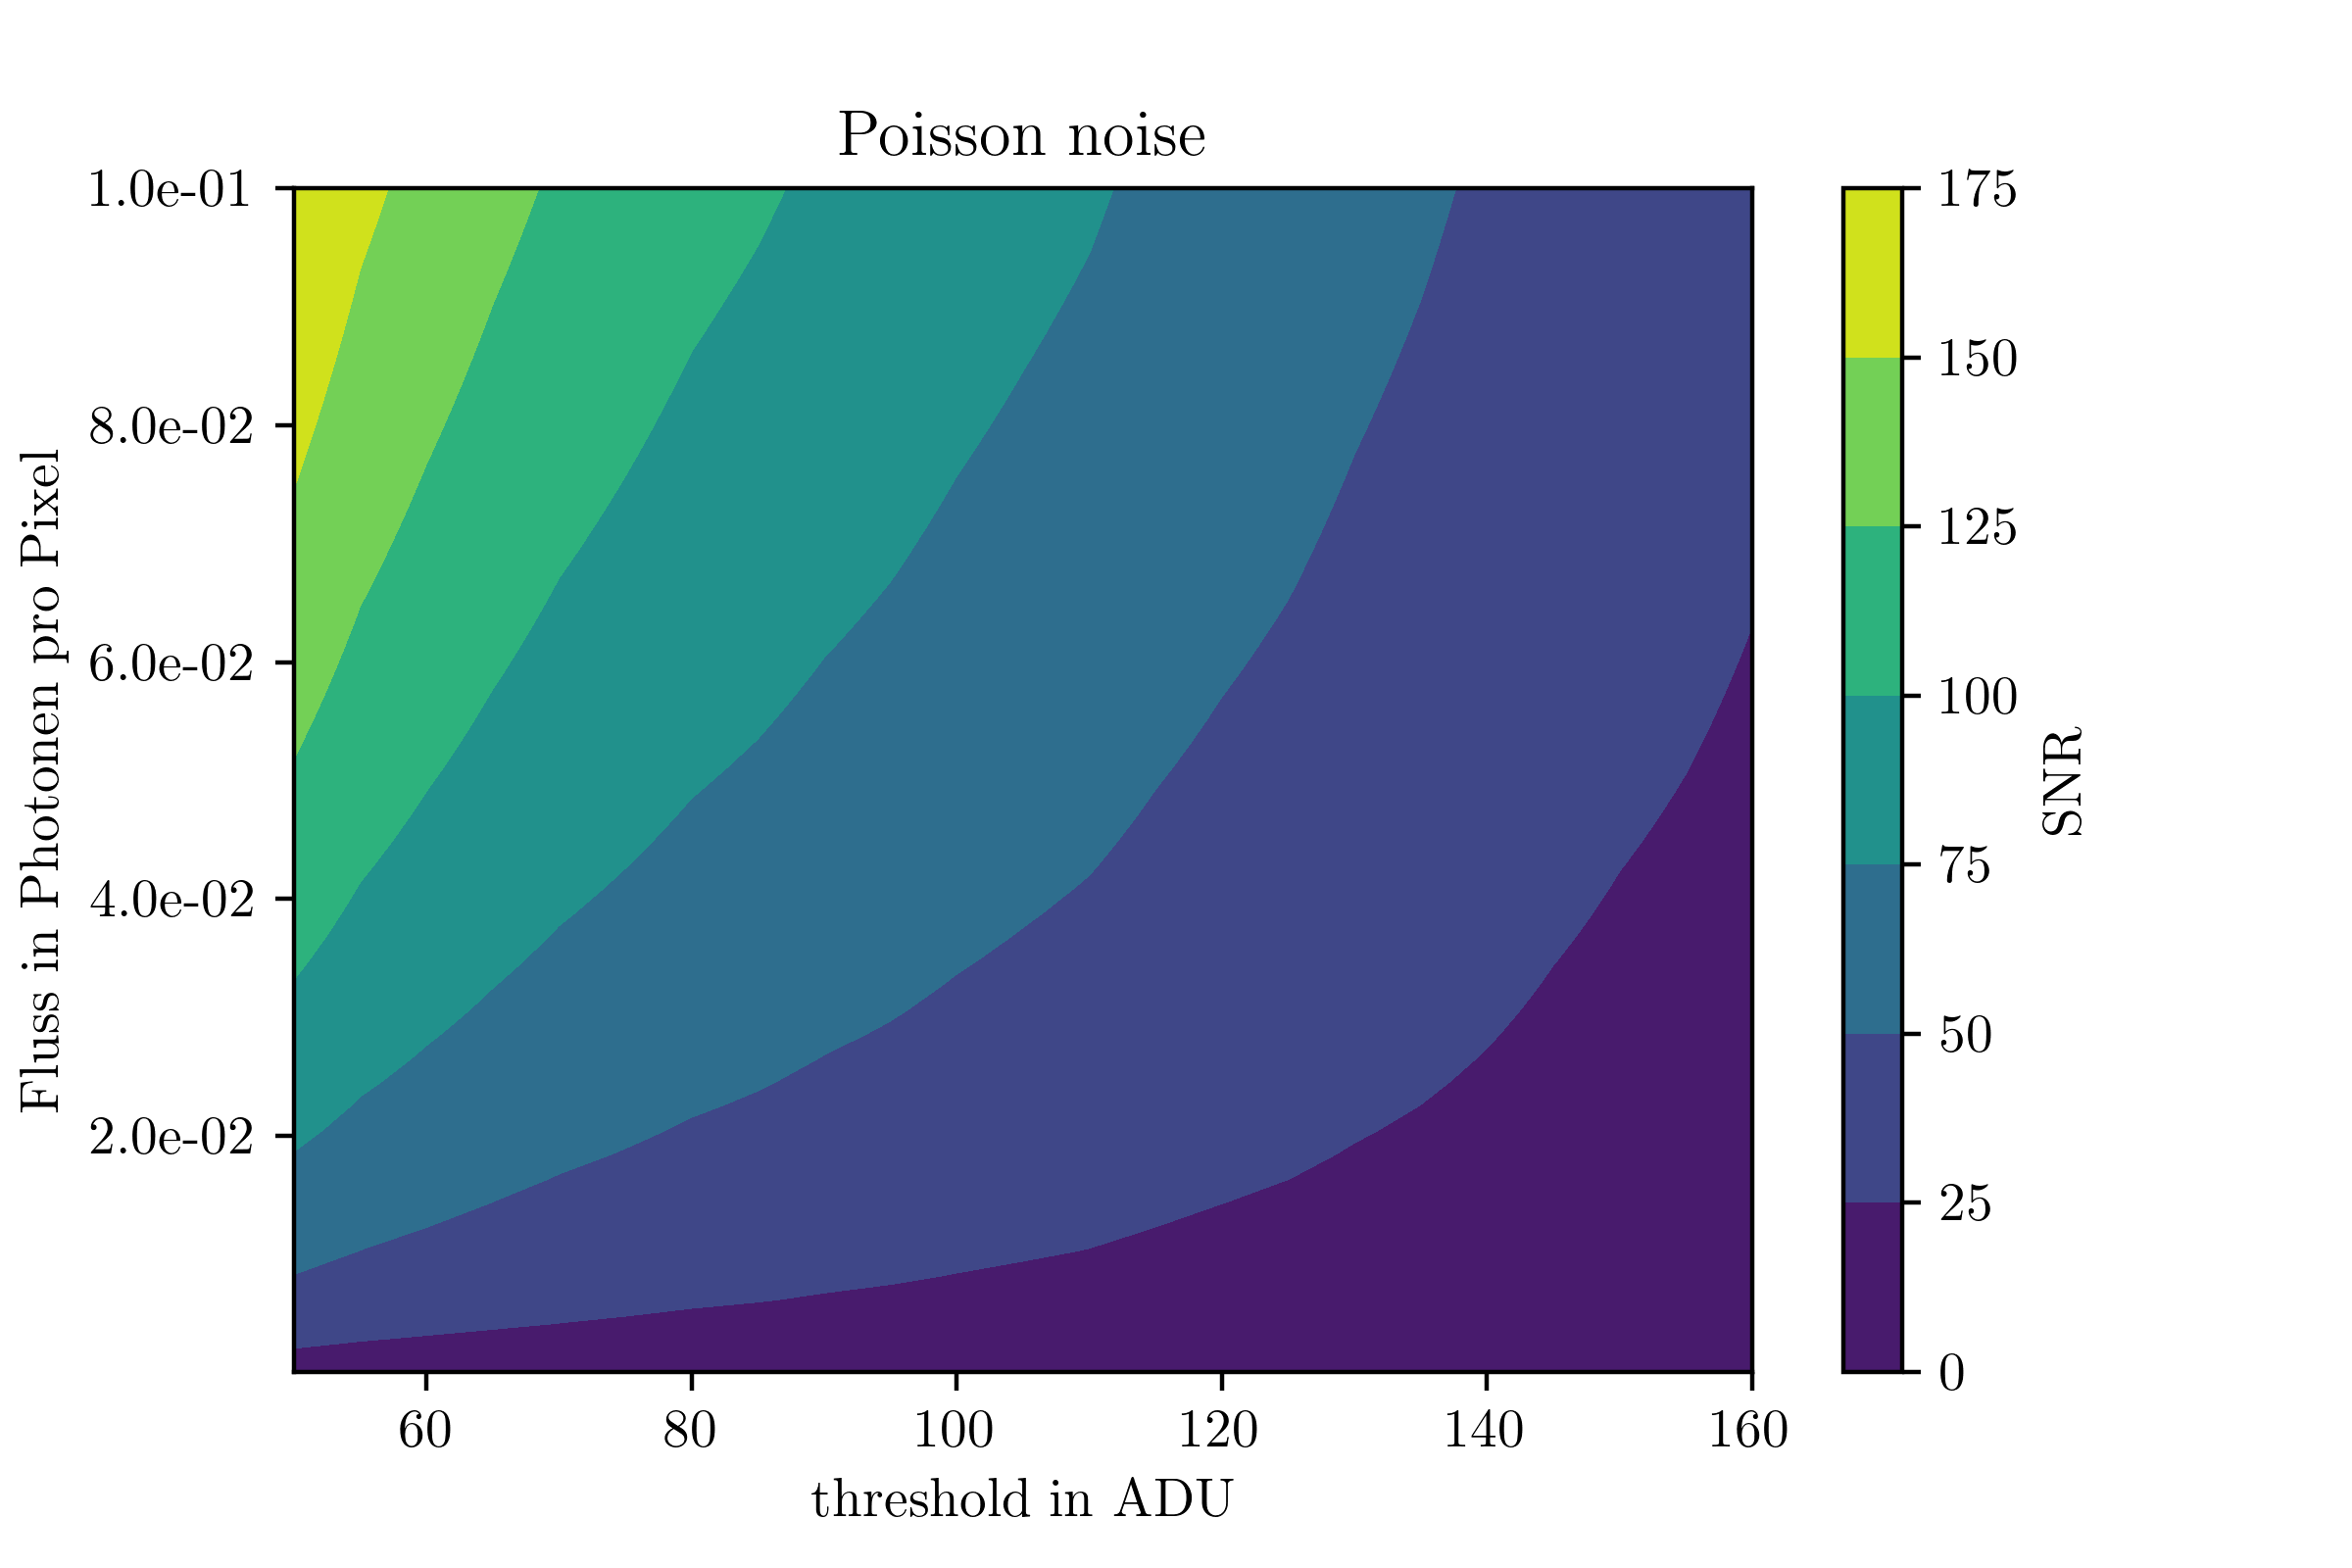 Poisson noise
1.0e-01
8.0e-02
6.0e-02
4.0e-02
2.0e-02
Fluss in Photonen pro Pixel
60 80 100 120 140 160
threshold in ADU
175
150
125
100
75
50
25
0
SNR